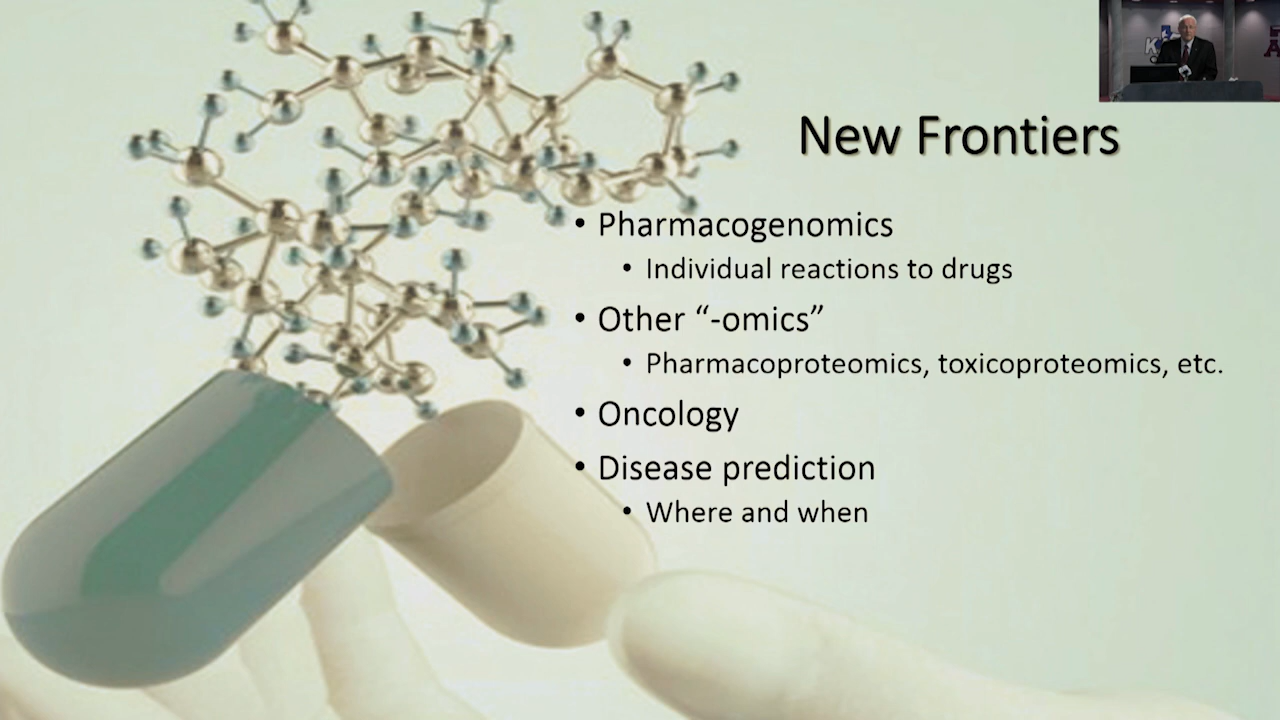 New Frontiers
• Pharmacogenomics
• Individual reactions to drugs
• Other “-omics”
• Pharmacoproteomics, toxicoproteomics, etc.
• Oncology
• Disease prediction
• Where and when